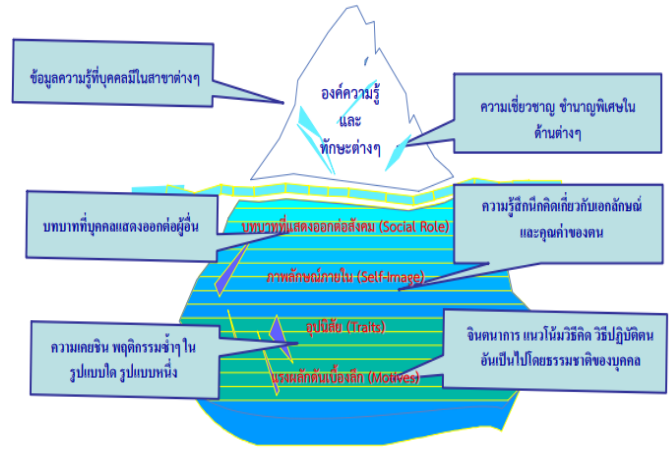 ข้อมูลความรู้ที่บุคคลมีในสาขาต่างๆ
องค์ความรู้
และ
ทักษะต่างๆ
ความเชี่ยวชาญ ชำนาญพิเศษใน
ด้านต่างๆ
บทบาทที่บุคคลแสดงออกต่อผู้อื่น
บทบาทที่แสดงออกต่อสังคม (Social Role)
ความรู้สึกนึกคิดเกี่ยวกับเอกลักษณ์
และคุณค่าของตน
ภาพลักษณ์ภายใน (Self-Image)
อุปนิสัย (Traits)
ความเคยชิน พฤติกรรมซ้ำๆ ใน
รูปแบบใด รูปแบบหนึ่ง
จินตนาการ แนวโน้มวิธีคิด วิธีปฏิบัติตน
อันเป็นไปโดยธรรมชาติของบุคคล
แรงผลักดันเบื้องลึก (Motives)